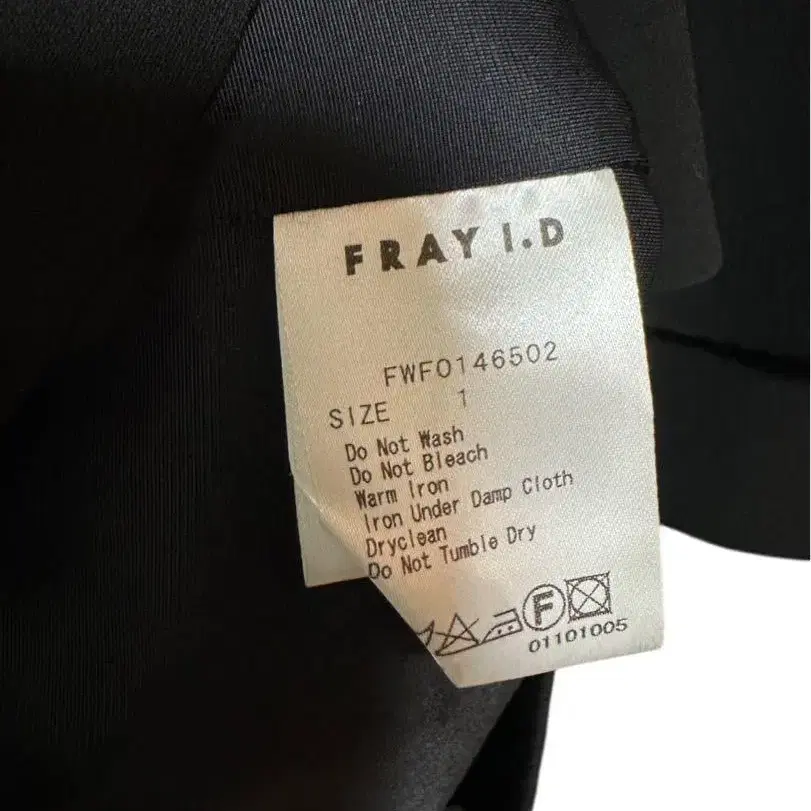 FRAY I.D
FWF0146502
SIZE 1
Do Not Wash
Do Not Bleach
Warm Iron
Iron Under Damp Cloth
Dryclean
Do Not Tumble Dry
F
01101005